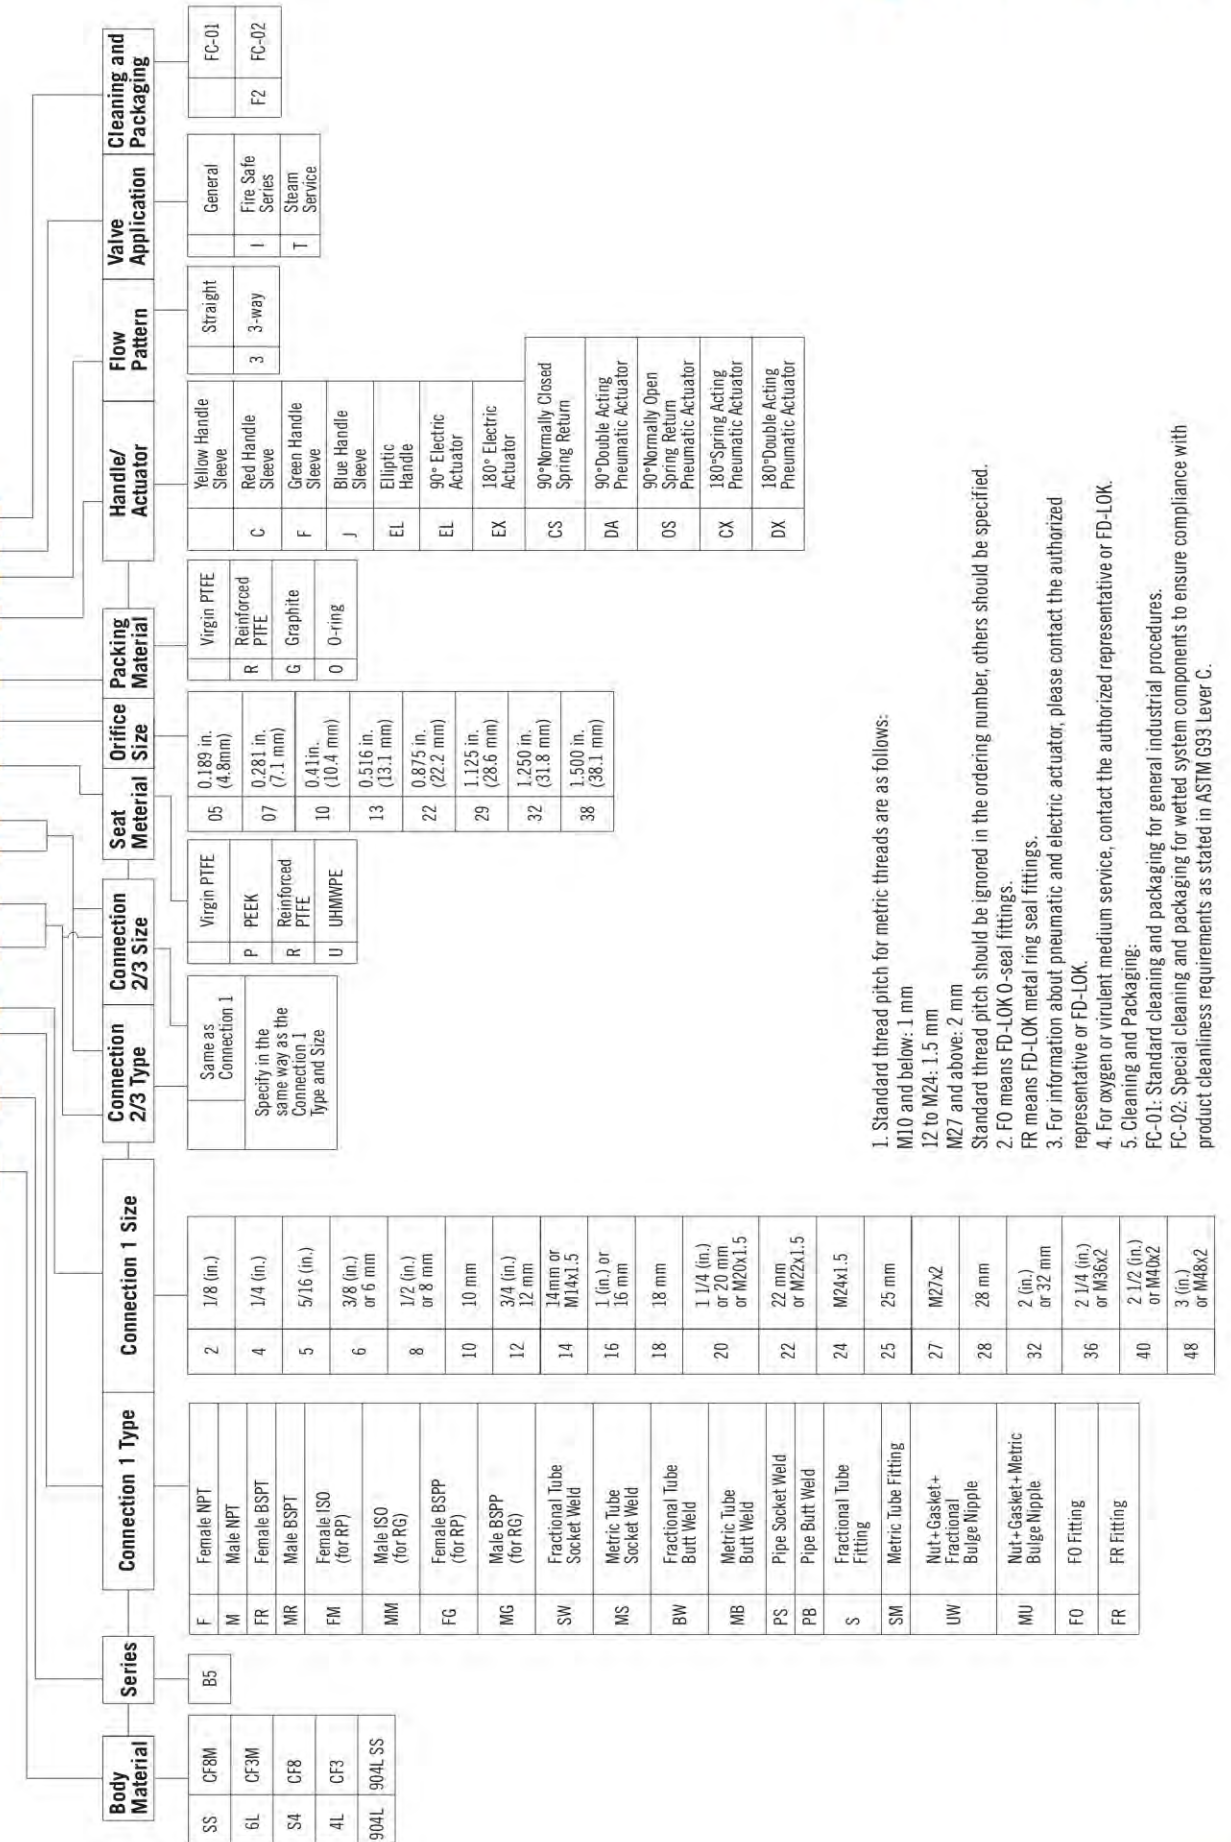 Body
Material
SS CF8M
6L CF3M
S4 CF8
4L CF3
904L 904L SS
Series
B5
Connection 1 Type
F Female NPT
M Male NPT
FR Female BSPT
MR Male BSPT
FM Female ISO
(for RP)
MM Male ISO
(for RG)
FG Female BSPP
(for RP)
MG Male BSPP
(for RG)
SW Fractional Tube
Socket Weld
MS Metric Tube
Socket Weld
BW Fractional Tube
Butt Weld
MB Metric Tube
Butt Weld
PS Pipe Socket Weld
PB Pipe Butt Weld
S Fractional Tube
Fitting
SM Metric Tube Fitting
UW Nut+Gasket+
Fractional
Bulge Nipple
MU Nut+Gasket+Metric
Bulge Nipple
FO FO Fitting
FR FR Fitting
Connection 1 Size
2 1/8 (in.)
4 1/4 (in.)
5 5/16 (in.)
6 3/8 (in.)
or 6 mm
8 1/2 (in.)
or 8 mm
10 10 mm
12 3/4 (in.)
12 mm
14 14mm or
M14x1.5
16 1 (in.) or
16 mm
18 18 mm
20 1 1/4 (in.)
or 20 mm
or M20x1.5
22 22 mm
or M22x1.5
24 M24x1.5
25 25 mm
27 M27x2
28 28 mm
32 2 (in.)
or 32 mm
36 2 1/4 (in.)
or M36x2
40 2 1/2 (in.)
or M40x2
48 3 (in.)
or M48x2
Connection
2/3 Type
Connection
2/3 Size
Same as
Connection 1
Specify in the
same way as the
Connection 1
Type and Size
Seat
Meterial
Virgin PTFE
P PEEK
R Reinforced
PTFE
U UHMWPE
Orifice
Size
05 0.189 in.
(4.8mm)
07 0.281 in.
(7.1 mm)
10 0.41in.
(10.4 mm)
13 0.516 in.
(13.1 mm)
22 0.875 in.
(22.2 mm)
29 1.125 in.
(28.6 mm)
32 1.250 in.
(31.8 mm)
38 1.500 in.
(38.1 mm)
Packing
Material
Virgin PTFE
R Reinforced
PTFE
G Graphite
O O-ring
Handle/
Actuator
Yellow Handle
Sleeve
C Red Handle
Sleeve
F Green Handle
Sleeve
J Blue Handle
Sleeve
EL Elliptic
Handle
EL 90° Electric
Actuator
EX 180° Electric
Actuator
CS 90°Normally Closed
Spring Return
DA 90°Double Acting
Pneumatic Actuator
OS 90°Normally Open
Spring Return
Pneumatic Actuator
CX 180°Spring Acting
Pneumatic Actuator
DX 180°Double Acting
Pneumatic Actuator
Flow
Pattern
Straight
3 3-way
Valve
Application
General
I Fire Safe
Series
T Steam
Service
Cleaning and
Packaging
FC-01
F2 FC-02
1. Standard thread pitch for metric threads are as follows:
M10 and below: 1 mm
12 to M24: 1.5 mm
M27 and above: 2 mm
Standard thread pitch should be ignored in the ordering number, others should be specified.
2. FO means FD-LOK O-seal fittings.
FR means FD-LOK metal ring seal fittings.
3. For information about pneumatic and electric actuator, please contact the authorized
representative or FD-LOK.
4. For oxygen or virulent medium service, contact the authorized representative or FD-LOK.
5. Cleaning and Packaging:
FC-01: Standard cleaning and packaging for general industrial procedures.
FC-02: Special cleaning and packaging for wetted system components to ensure compliance with
product cleanliness requirements as stated in ASTM G93 Lever C.